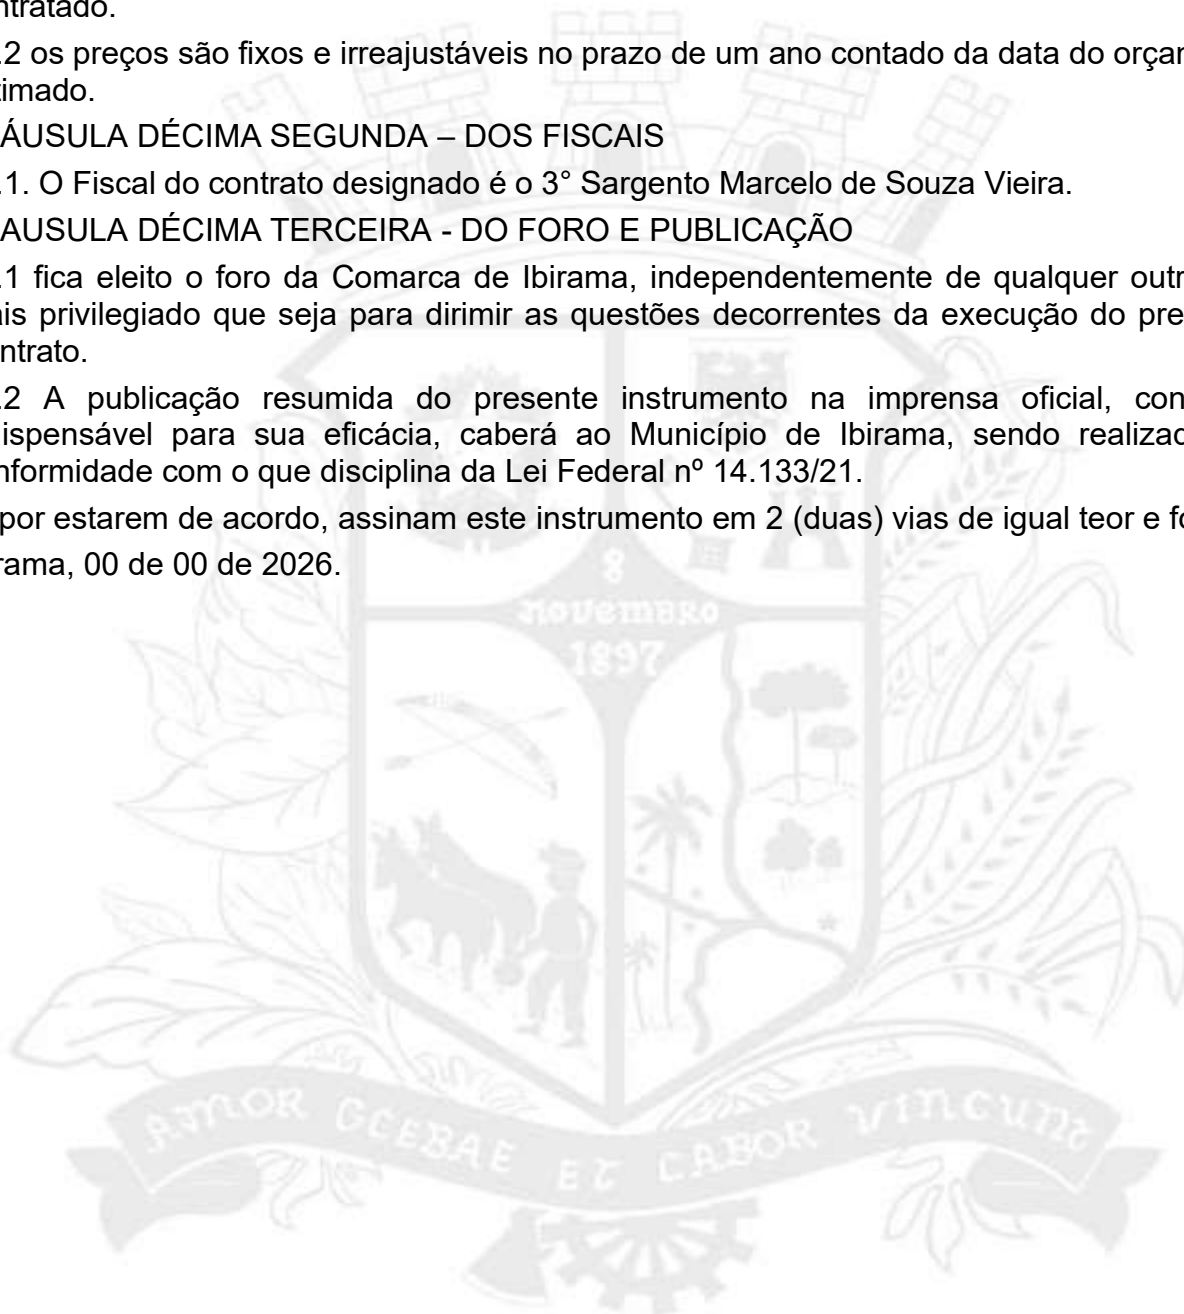 ntratado.
.2 os preços são fixos e irreajustáveis no prazo de um ano contado da data do orçan
timado.
ÁUSULA DÉCIMA SEGUNDA – DOS FISCAIS
.1. O Fiscal do contrato designado é o 3° Sargento Marcelo de Souza Vieira.
AUSULA DÉCIMA TERCEIRA - DO FORO E PUBLICAÇÃO
.1 fica eleito o foro da Comarca de Ibirama, independentemente de qualquer outr
ais privilegiado que seja para dirimir as questões decorrentes da execução do pre
ntrato.
.2 A publicação resumida do presente instrumento na imprensa oficial, con
dispensável para sua eficácia, caberá ao Município de Ibirama, sendo realizad
nformidade com o que disciplina da Lei Federal nº 14.133/21.
por estarem de acordo, assinam este instrumento em 2 (duas) vias de igual teor e fo
rama, 00 de 00 de 2026.
8
NOVEMBRO
1897
AMOR GLEBAE ET LABOR VINCUNT